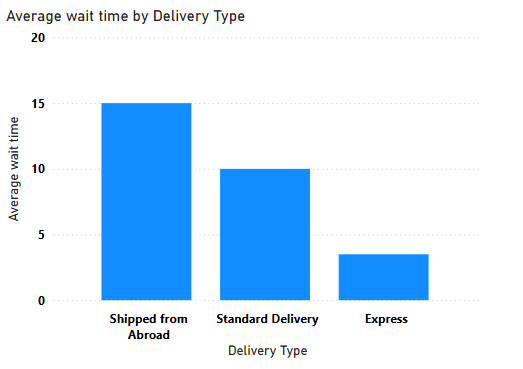 Average wait time by Delivery Type
20
15
10
5
0
Average wait time
Shipped from
Abroad
Standard Delivery
Express
Delivery Type